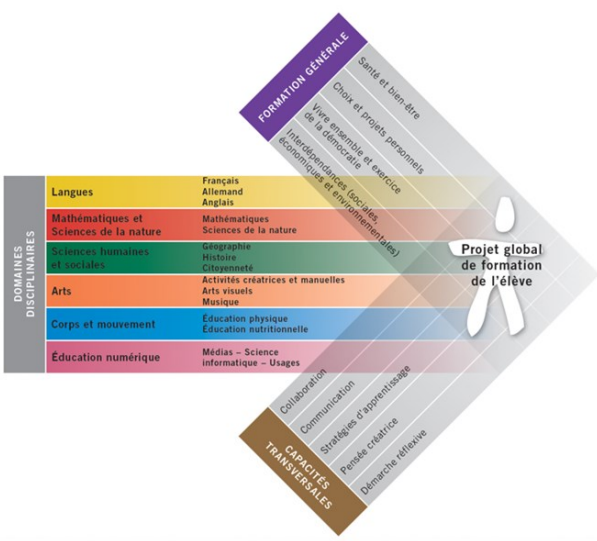 FORMATION GÉNÉRALE
Santé et bien-être
Choix et projets personnels
Vivre ensemble et exercice
de la démocratie
Interdépendances (sociales,
économiques et environnementales)
DOMAINES
DISCIPLINAIRES
Langues
Français
Allemand
Anglais
Mathématiques et
Sciences de la nature
Mathématiques
Sciences de la nature
Sciences humaines
et sociales
Géographie
Histoire
Citoyenneté
Arts
Activités créatrices et manuelles
Arts visuels
Musique
Corps et mouvement
Éducation physique
Éducation nutritionnelle
Éducation numérique
Médias – Science
informatique – Usages
Projet global
de formation
de l'élève
Collaboration
Communication
Stratégies d'apprentissage
Pensée créatrice
Démarche réflexive
CAPACITÉS
TRANSVERSALES